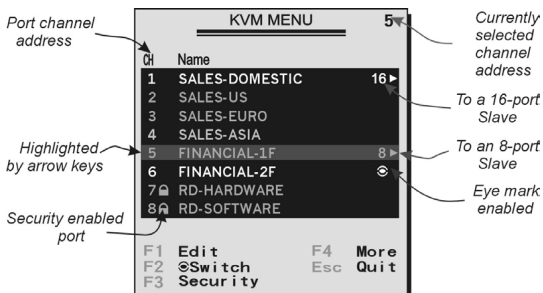 Port channel
address
KVM MENU 5
Currently
selected
channel
address
CH Name
1 SALES-DOMESTIC 16 ▶
2 SALES-US
3 SALES-EURO
4 SALES-ASIA
5 FINANCIAL-1F 8 ▶
6 FINANCIAL-2F
7 RD-HARDWARE
8 RD-SOFTWARE
To a 16-port
Slave
Highlighted
by arrow keys
To an 8-port
Slave
Eye mark
enabled
Security enabled
port
F1 Edit F4 More
F2 Switch Esc Quit
F3 Security